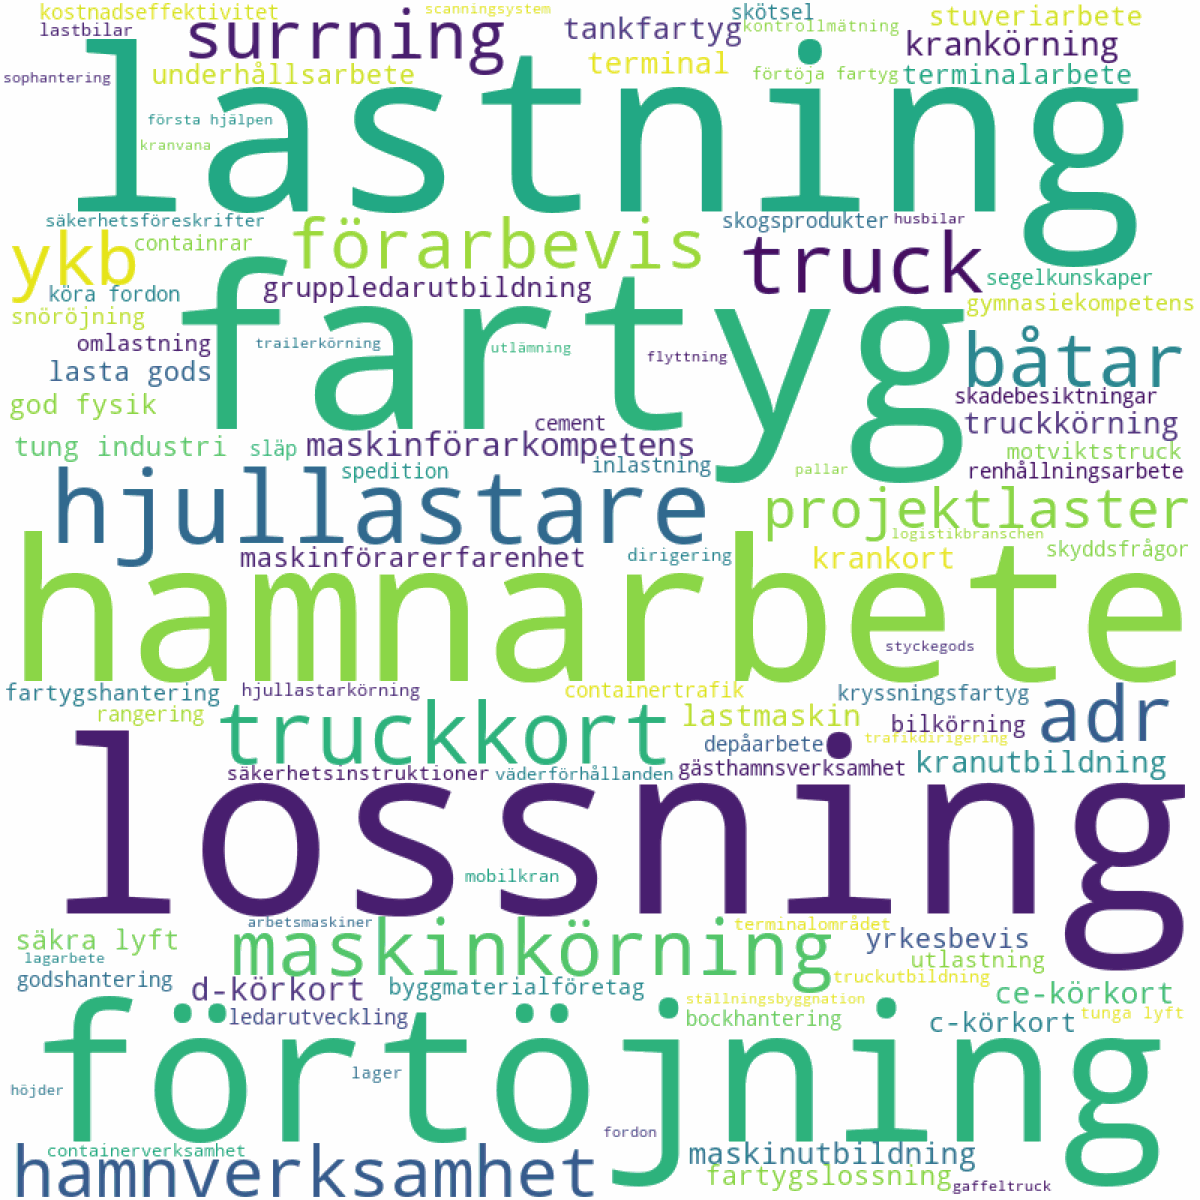 kostnadseffektivitet
scanningsystem
skötsel
stuveriarbete
lastbilar
surrning
tankfartyg
kontrollmätning
krankörning
sophantering
underhållsarbete
terminal
förtöja fartyg
terminalarbete
lastning
första hjälpen
kranvana
säkerhetsföreskrifter
skogsprodukter
husbilar
ykb
containrar
förarbevis
truck
segelkunskaper
köra fordon
gruppledarutbildning
gymnasiekompetens
snöröjning
fartyg
omlastning
trailerkörning
utlämning
flyttning
båtar
lasta gods
skadebesiktningar
god fysik
cement
truckkörning
tung industri
släp
maskinförarkompetens
motviktstruck
spedition
inlastning
pallar
renhållningsarbete
hjullastare
projektlaster
logistikbranschen
maskinförarerfarenhet
dirigering
krankort
skyddsfrågor
hamnarbete
styckegods
fartygshantering
hjullastarkörning
containertrafik
kryssningsfartyg
rangering
truckkort
lastmaskin
bilkörning
adr
depåarbete
trafikdirigering
säkerhetsinstruktioner
väderförhållanden
gästhamnsverksamhet
kranutbildning
lossning
mobilkran
arbetsmaskiner
terminalområdet
säkra lyft
maskinkörning
yrkesbevis
lagarbete
utlastning
godshantering
truckutbildning
d-körkort
byggmaterialföretag
ställningsbyggnation
ce-körkort
ledarutveckling
bockhantering
c-körkort
tunga lyft
förtöjning
lager
höjder
fordon
containerverksamhet
maskinutbildning
hamnverksamhet
fartygslossning
gaffeltruck